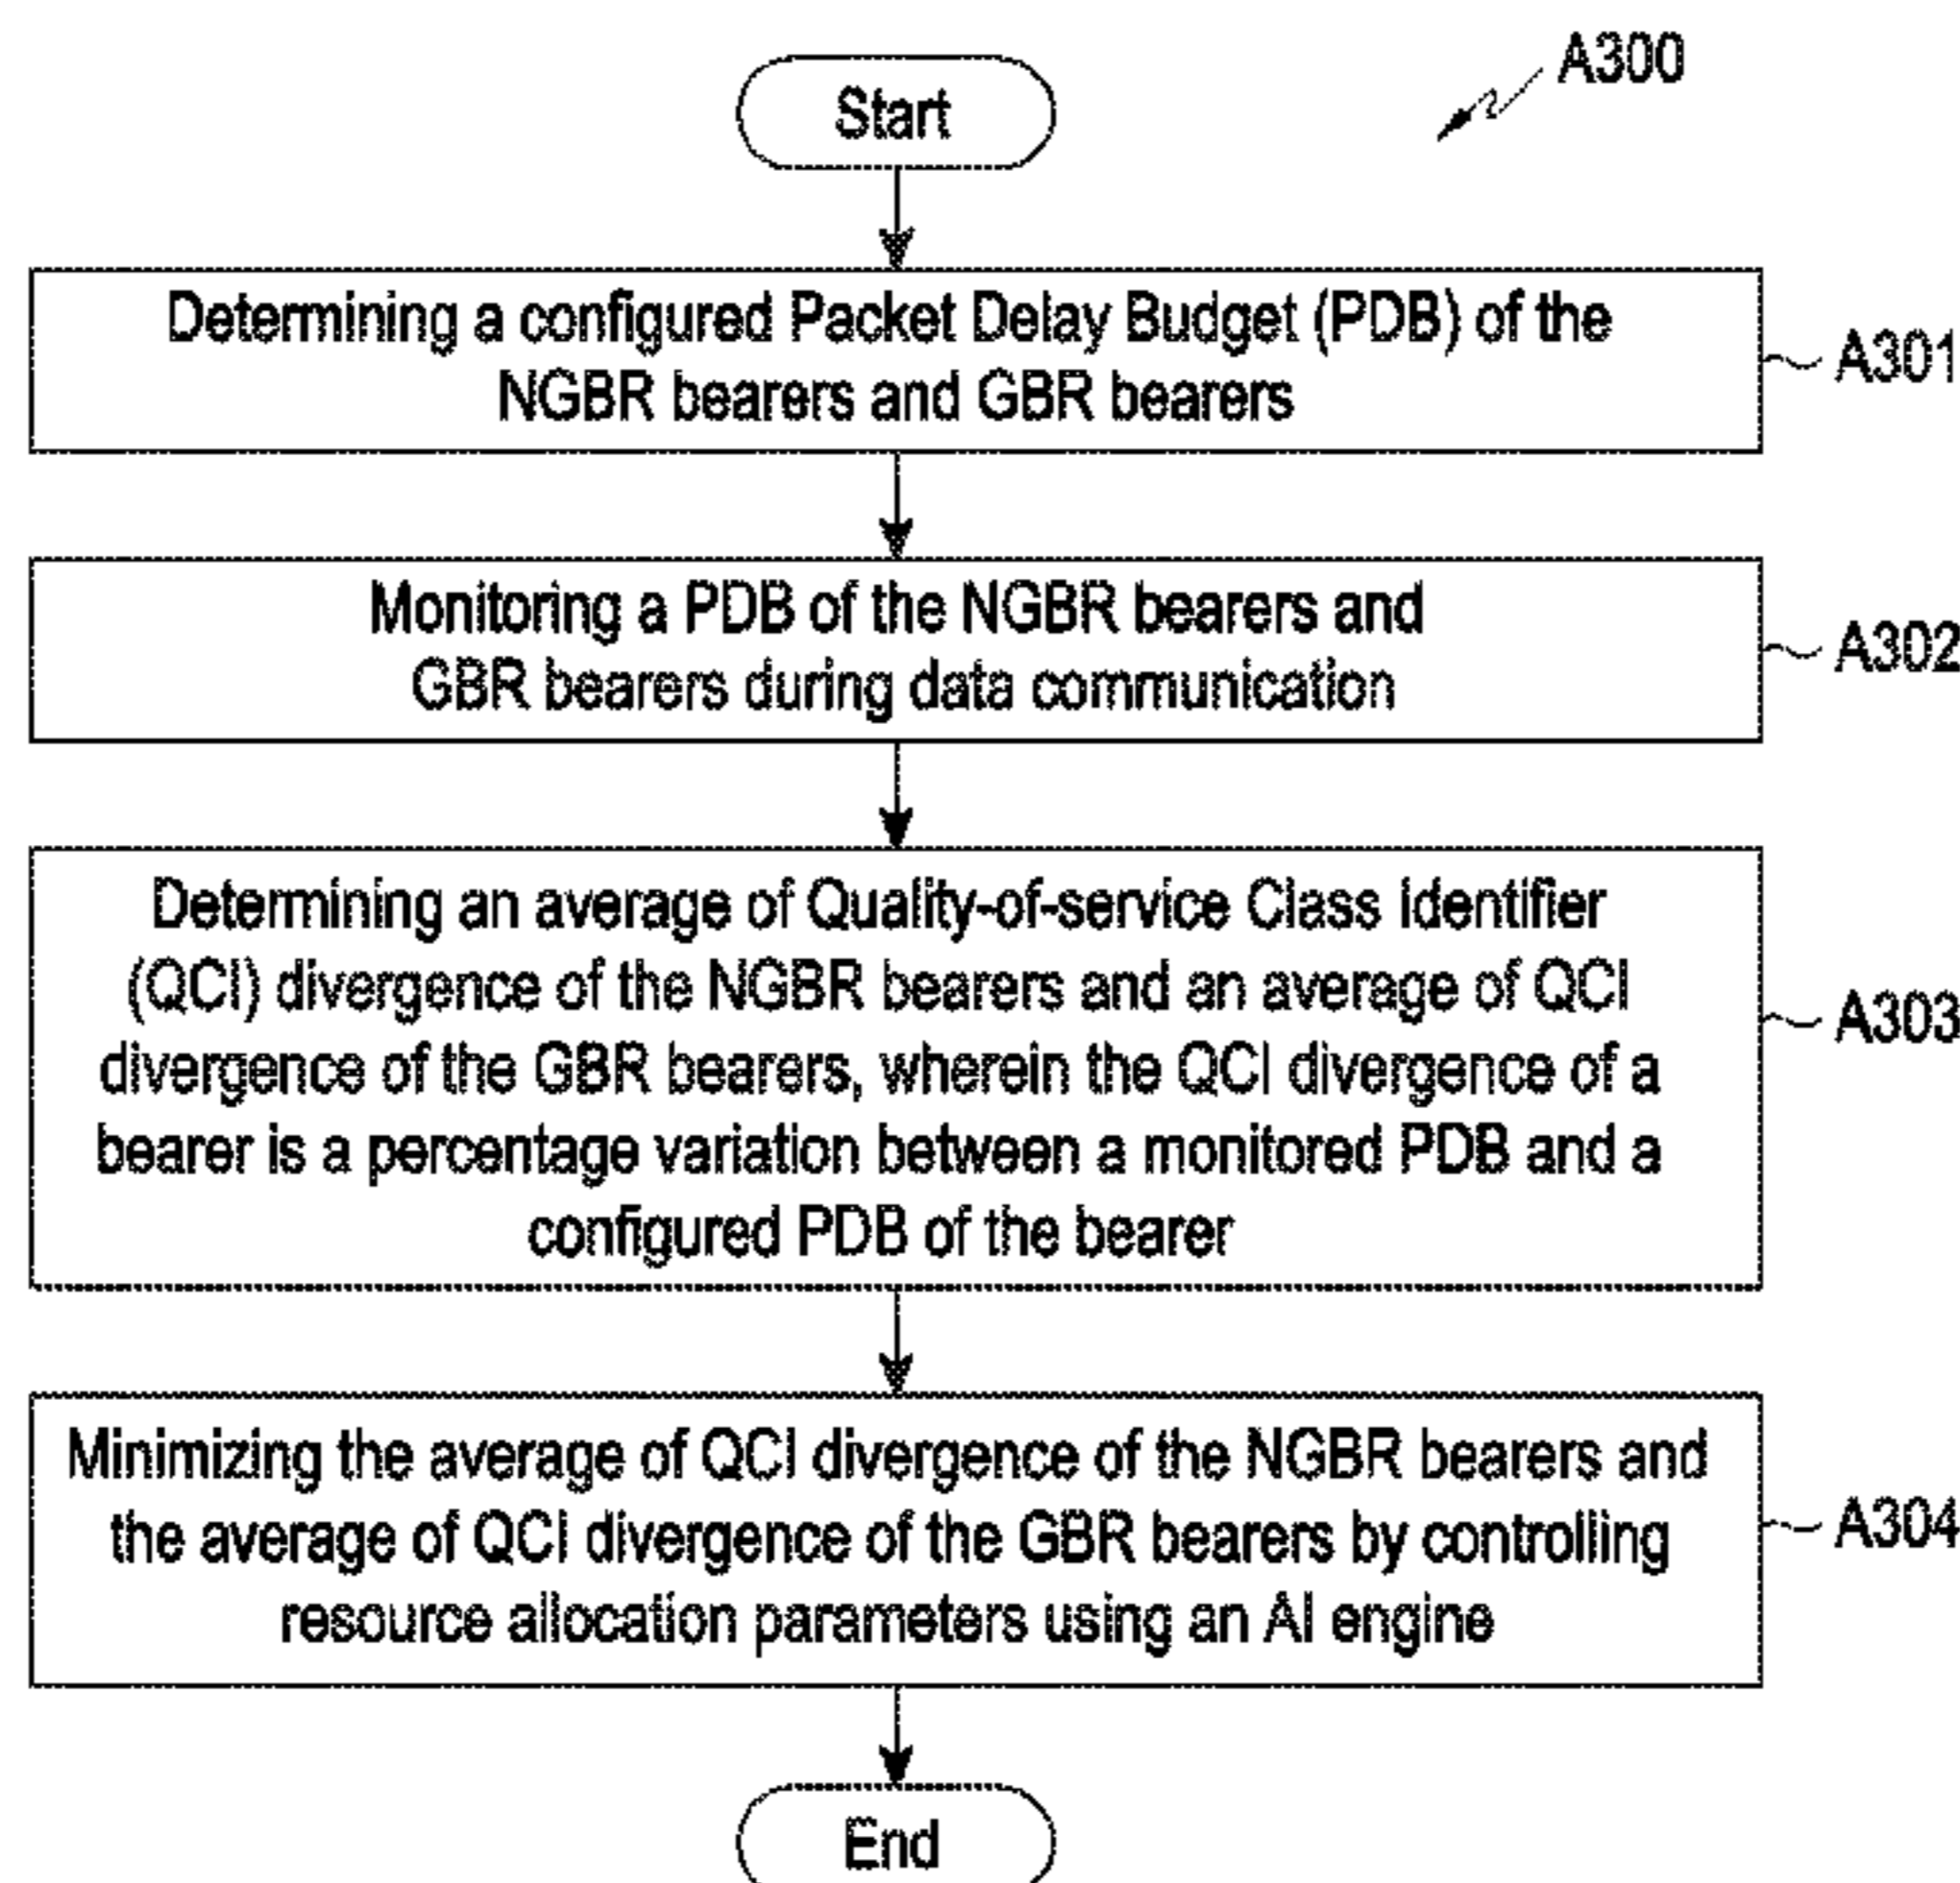 A300
Start
Determining a configured Packet Delay Budget (PDB) of the
NGBR bearers and GBR bearers
A301
Monitoring a PDB of the NGBR bearers and
GBR bearers during data communication
A302
Determining an average of Quality-of-service Class Identifier
(QCI) divergence of the NGBR bearers and an average of QCI
divergence of the GBR bearers, wherein the QCI divergence of a
bearer is a percentage variation between a monitored PDB and a
configured PDB of the bearer
A303
Minimizing the average of QCI divergence of the NGBR bearers and
the average of QCI divergence of the GBR bearers by controlling
resource allocation parameters using an AI engine
A304
End